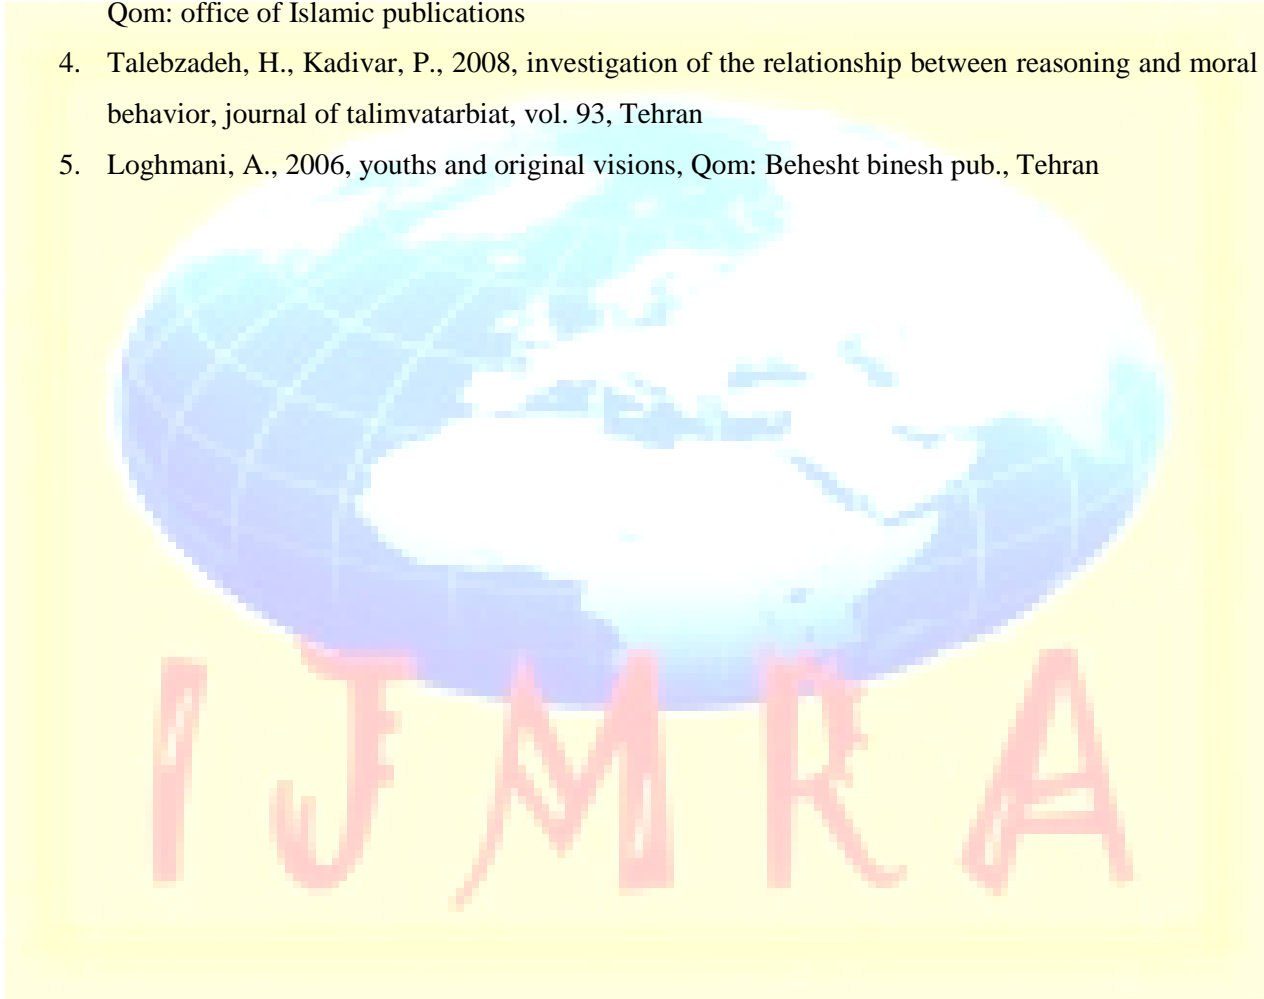 Qom: office of Islamic publications
4. Talebzadeh, H., Kadivar, P., 2008, investigation of the relationship between reasoning and moral
behavior, journal of talimvatarbiat, vol. 93, Tehran
5. Loghmani, A., 2006, youths and original visions, Qom: Behesht binesh pub., Tehran
IJMRA